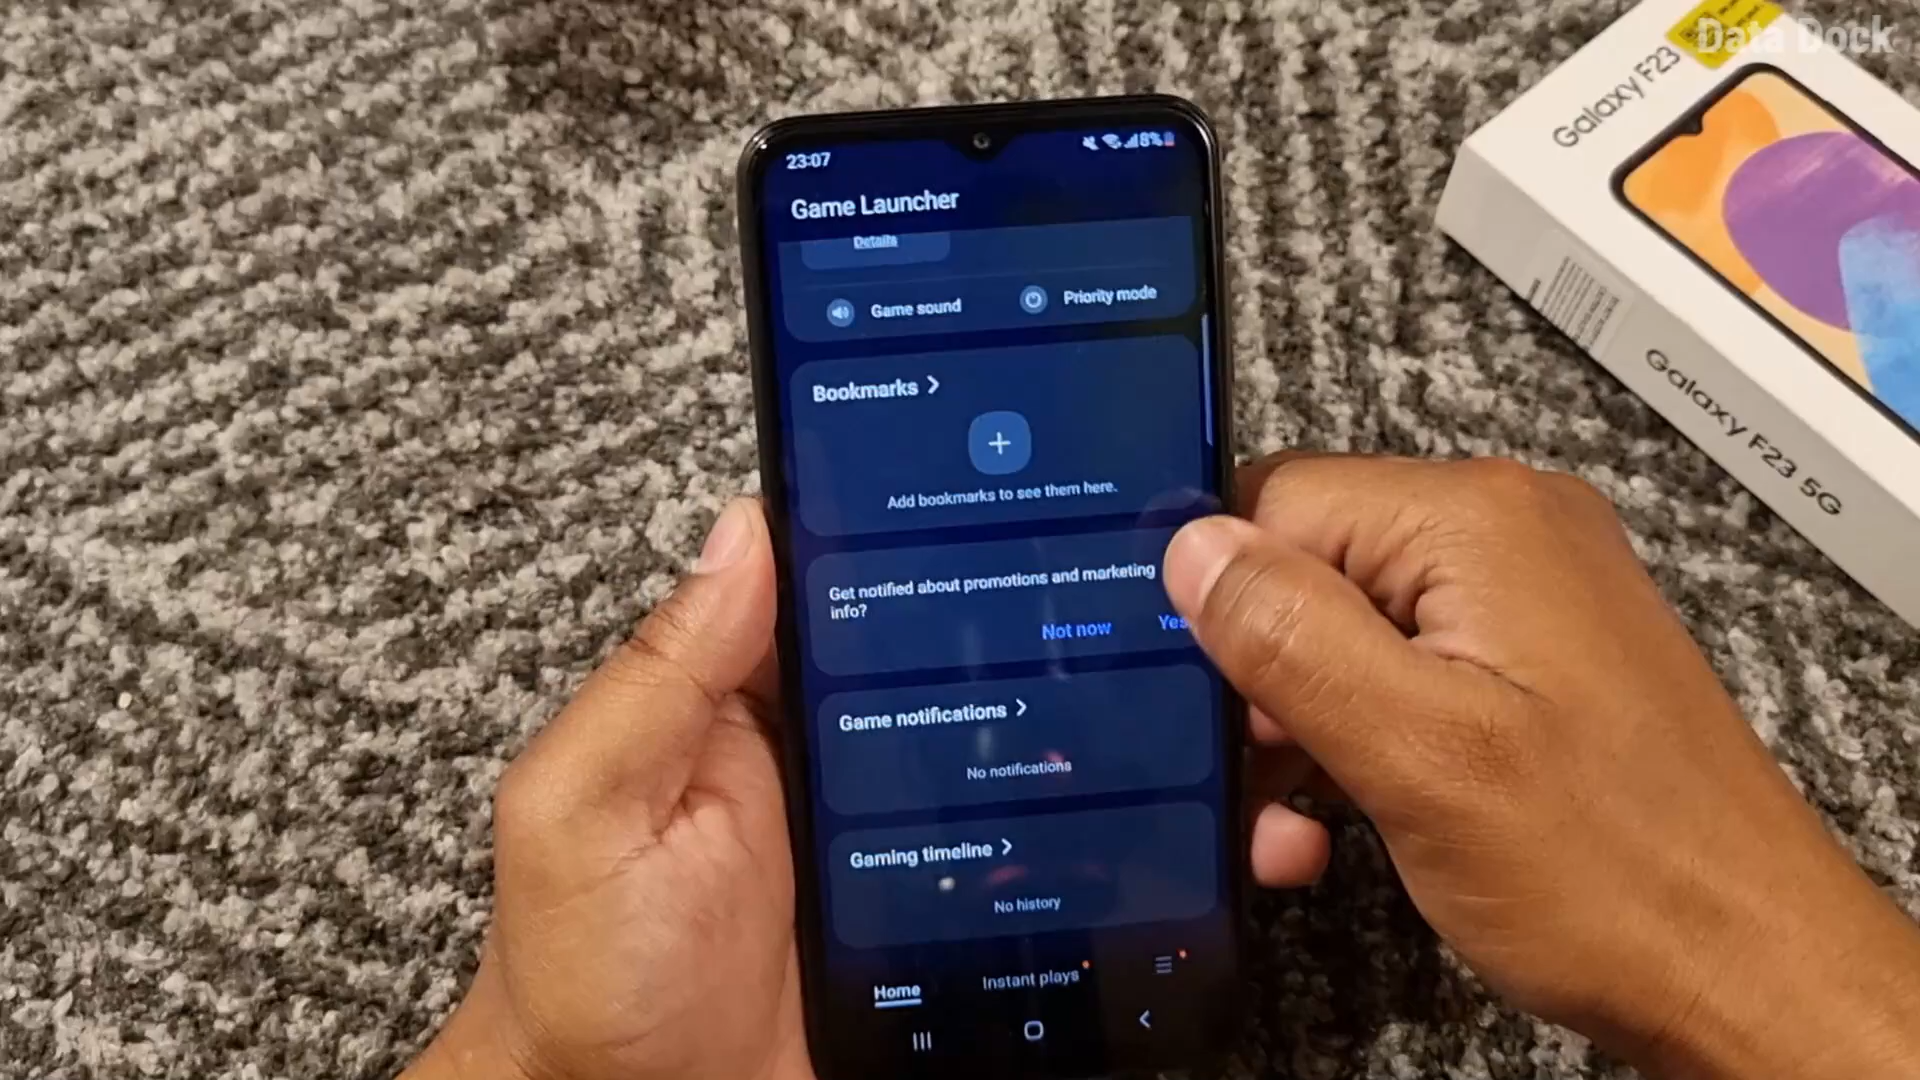 Data Dock
Galaxy F23
Galaxy F23 5G
23:07
8%
Game Launcher
Details
Game sound
Priority mode
Bookmarks
Add bookmarks to see them here.
Get notified about promotions and marketing
info?
Not now
Yes
Game notifications
No notifications
Gaming timeline
No history
Home
Instant plays